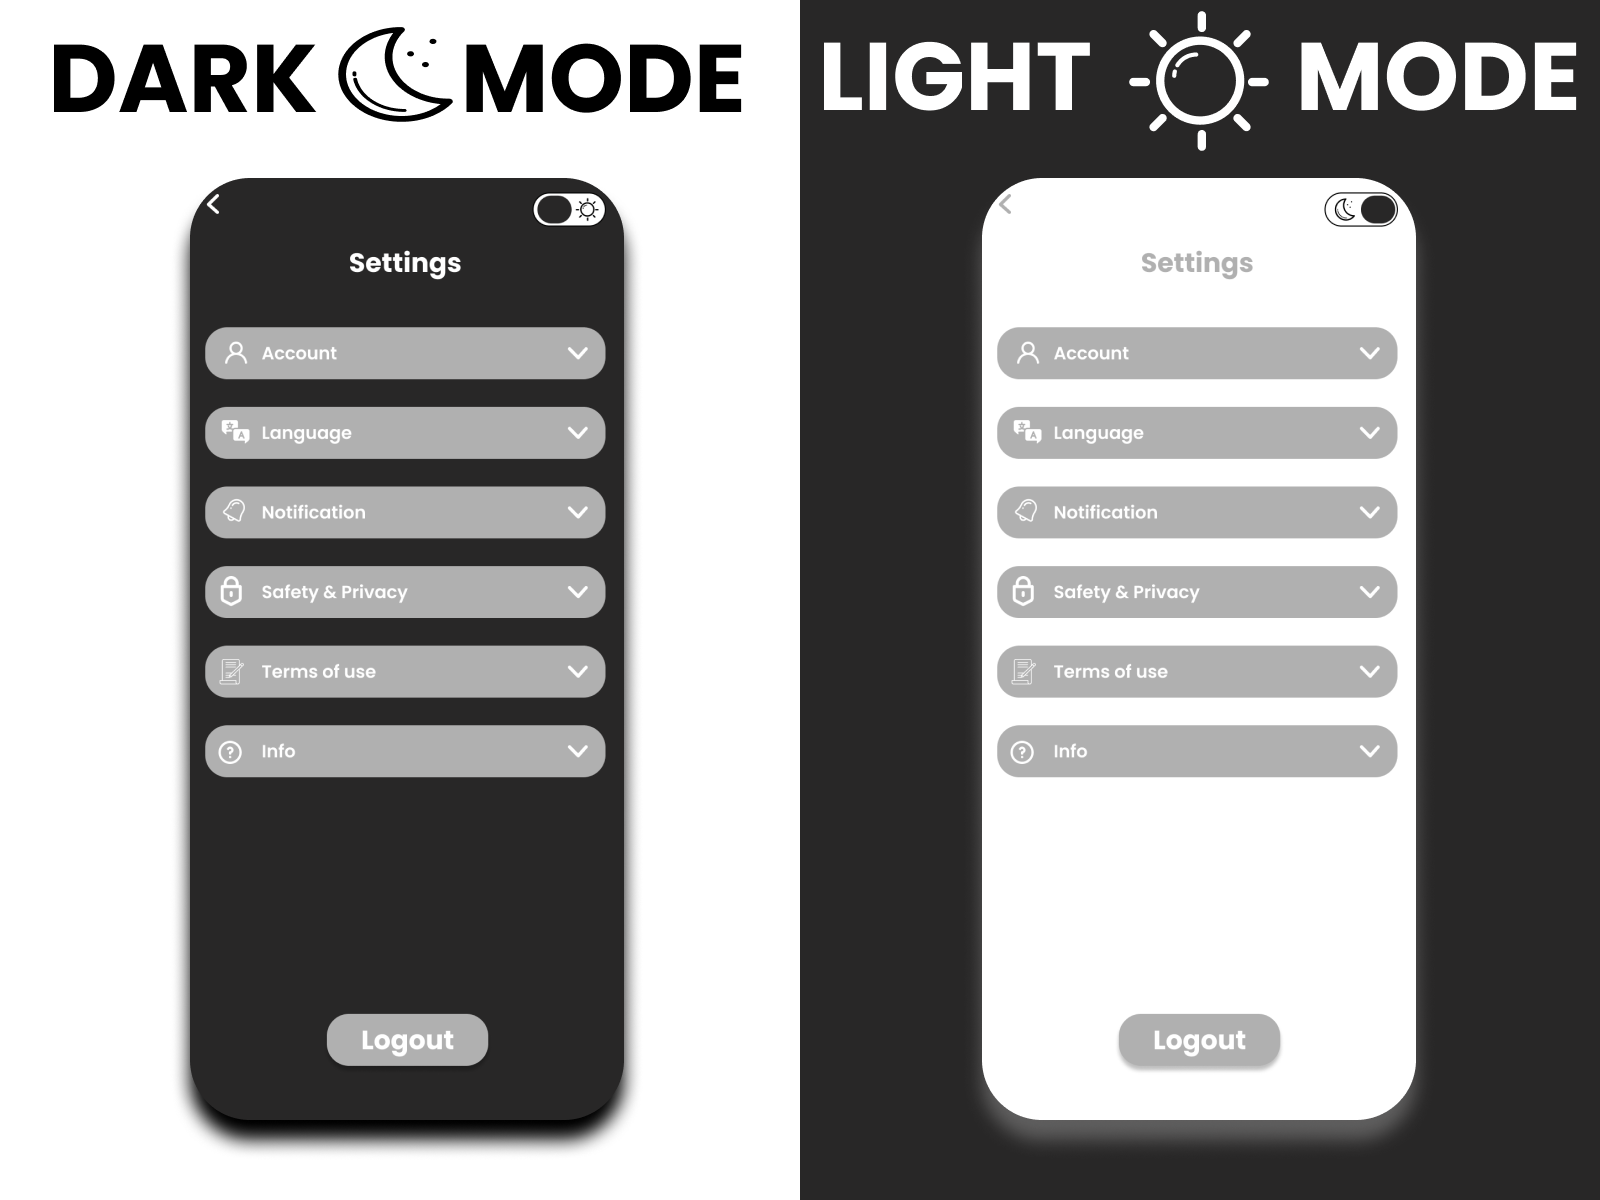 DARK MODE
Settings
Account
Language
Notification
Safety & Privacy
Terms of use
Info
Logout
LIGHT MODE
Settings
Account
Language
Notification
Safety & Privacy
Terms of use
Info
Logout